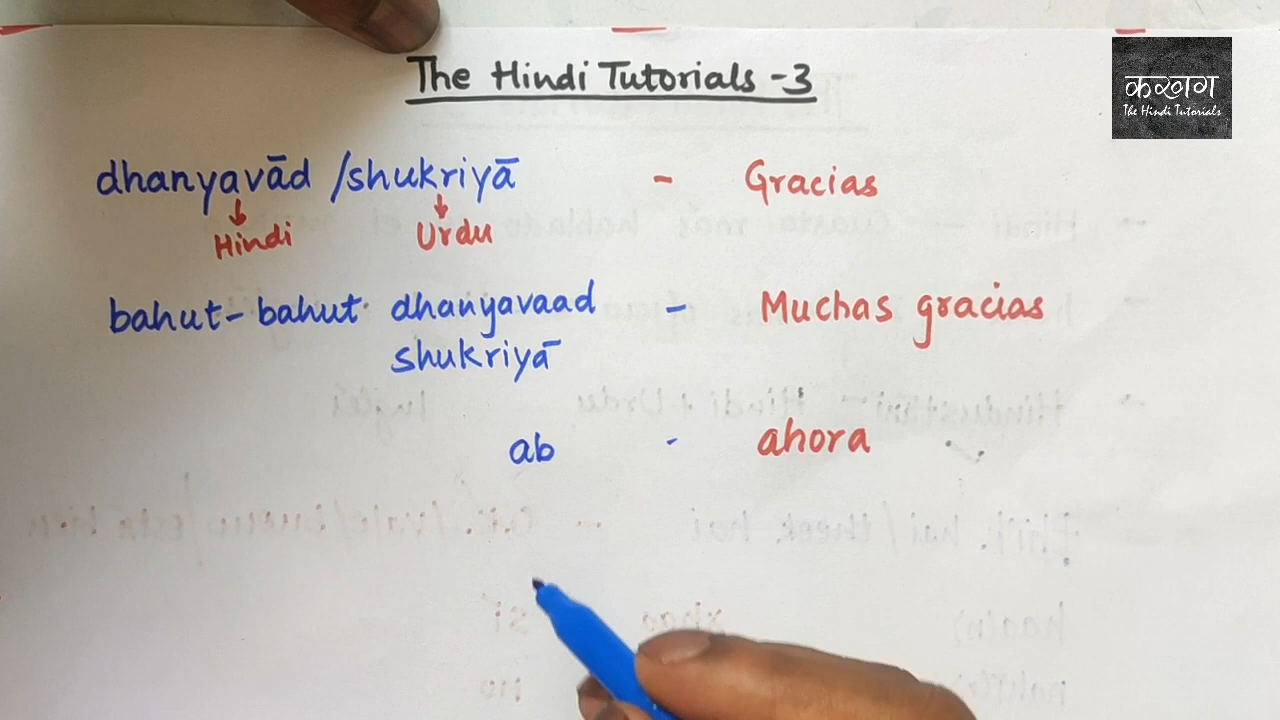 The Hindi Tutorials -3
करवग
The Hindi Tutorials
dhanyavād /shukriyā - Gracias
Hindi Urdu
bahut-bahut dhanyavaad - Muchas gracias
shukriyā
ab - ahora